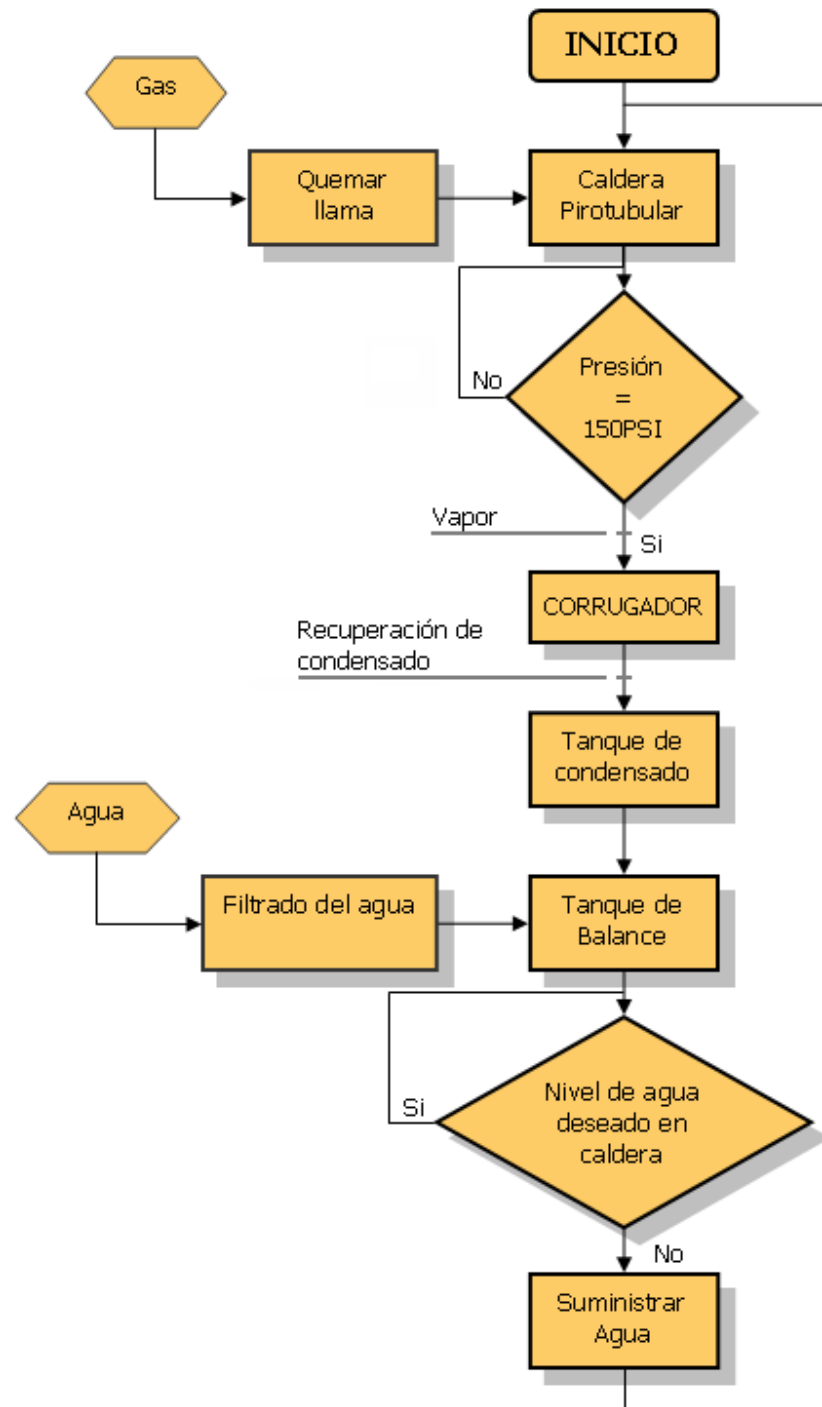 INICIO
Gas
Quemar
llama
Caldera
Pirotubular
No
Presión
=
150PSI
Vapor
Si
CORRUGADOR
Recuperación de
condensado
Tanque de
condensado
Agua
Filtrado del agua
Tanque de
Balance
Si
Nivel de agua
deseado en
caldera
No
Suministrar
Agua